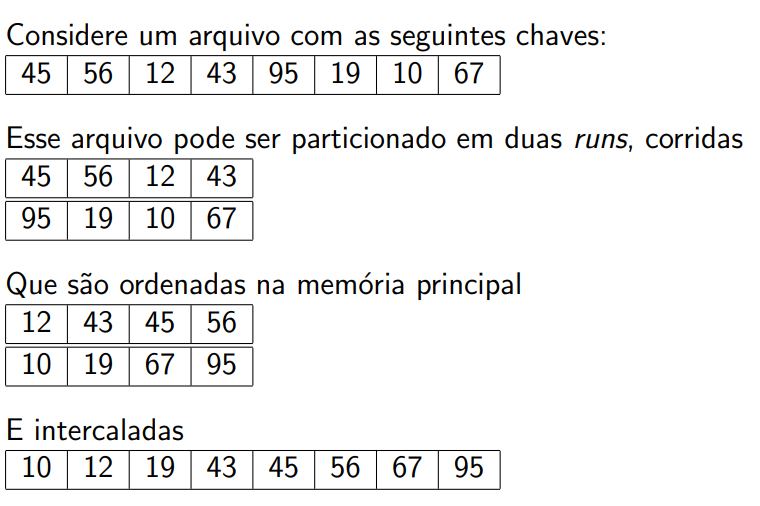 Considere um arquivo com as seguintes chaves:
45 56 12 43 95 19 10 67
Esse arquivo pode ser particionado em duas runs, corridas
45 56 12 43
95 19 10 67
Que são ordenadas na memória principal
12 43 45 56
10 19 67 95
E intercaladas
10 12 19 43 45 56 67 95